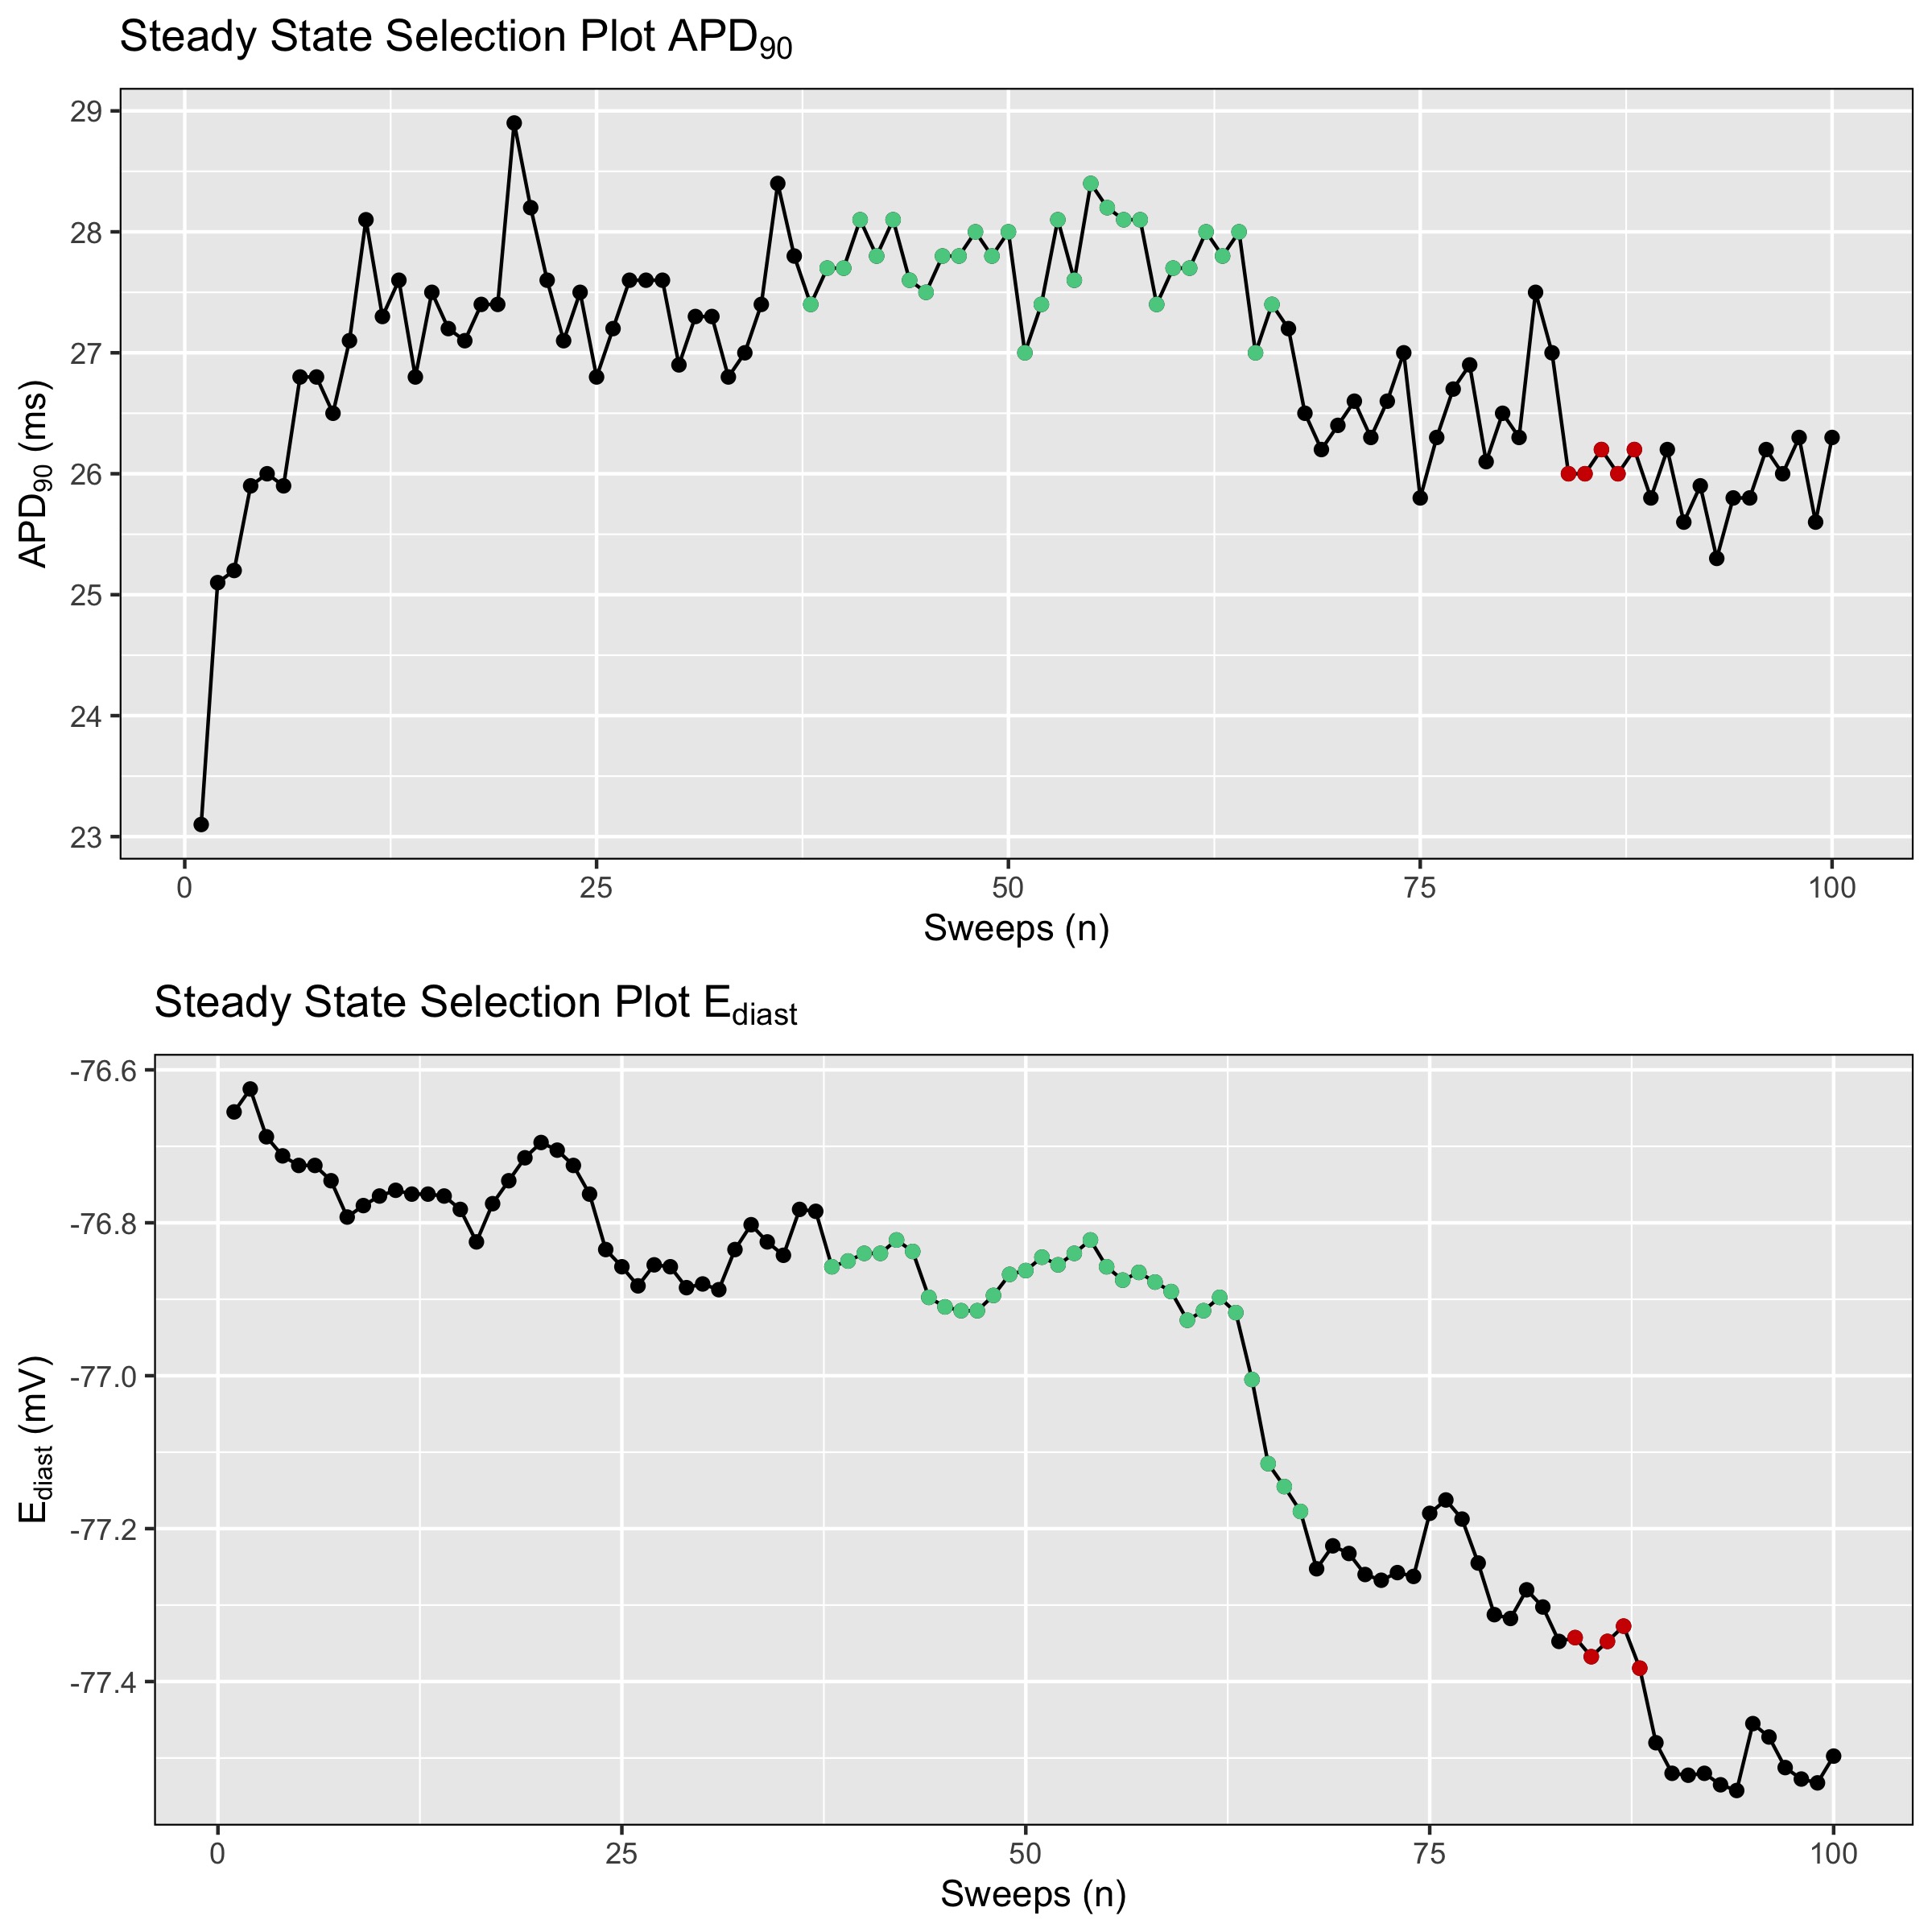 Steady State Selection Plot APD90
29
28
27
26
25
24
23
APD90 (ms)
0 25 50 75 100
Sweeps (n)
Steady State Selection Plot Ediast
-76.6
-76.8
-77.0
-77.2
-77.4
Ediast (mV)
0 25 50 75 100
Sweeps (n)